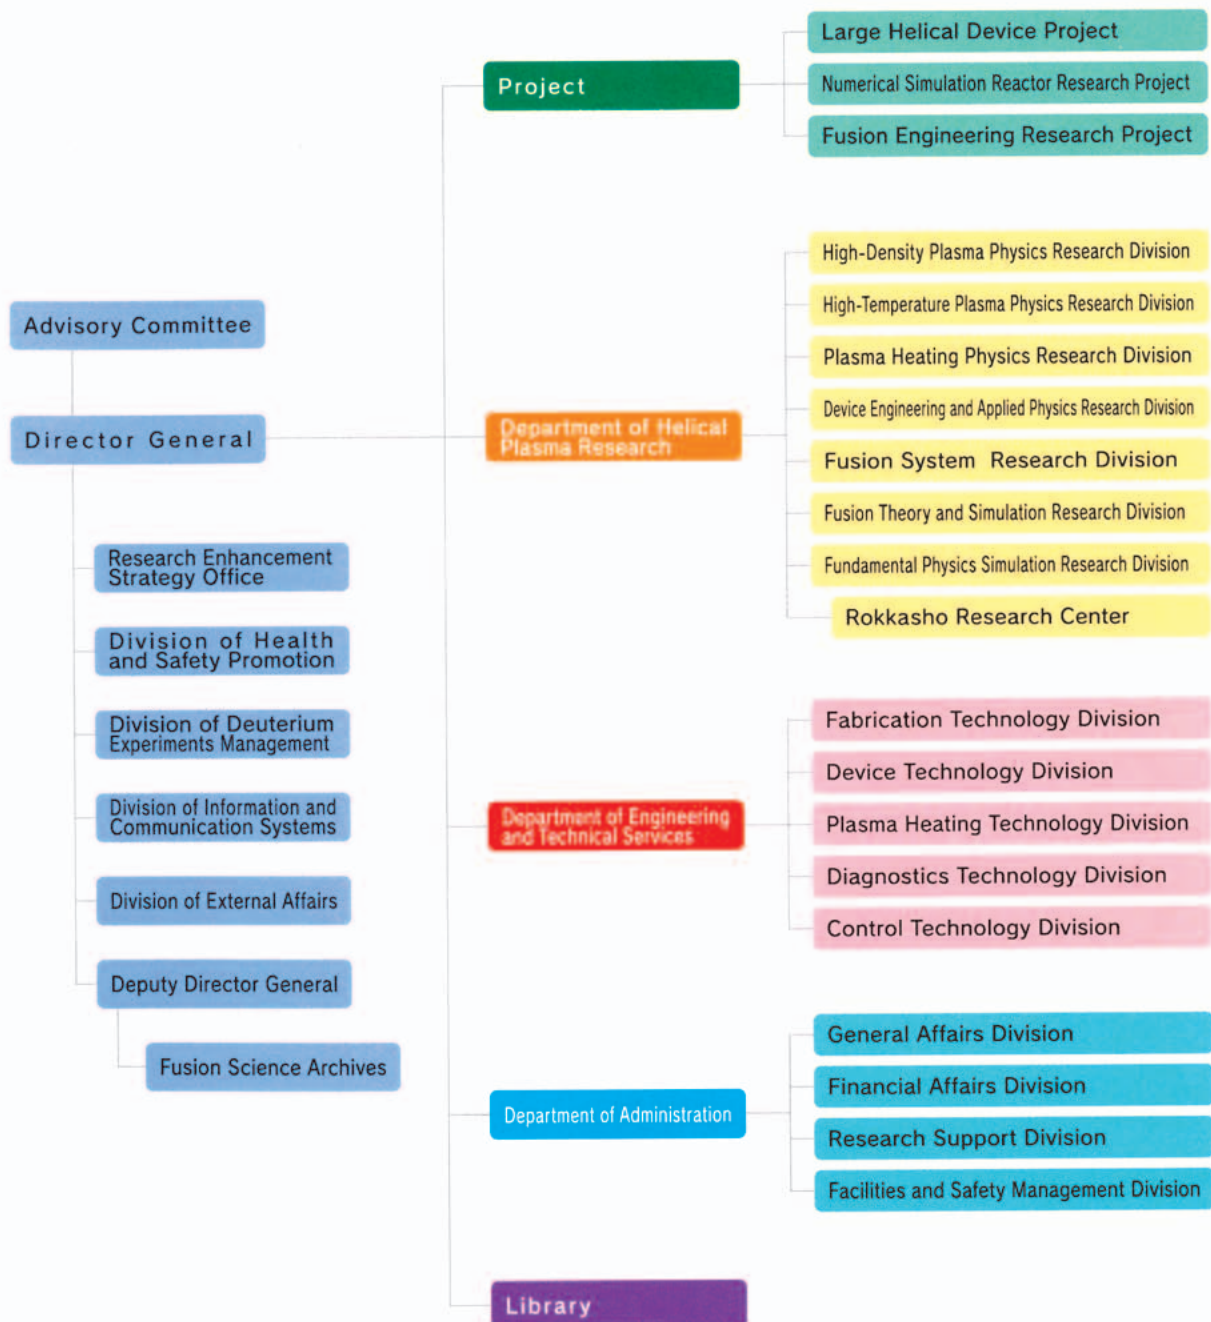 Advisory Committee
Director General
Research Enhancement
Strategy Office
Division of Health
and Safety Promotion
Division of Deuterium
Experiments Management
Division of Information and
Communication Systems
Division of External Affairs
Deputy Director General
Fusion Science Archives
Project
Large Helical Device Project
Numerical Simulation Reactor Research Project
Fusion Engineering Research Project
Department of Helical
Plasma Research
High-Density Plasma Physics Research Division
High-Temperature Plasma Physics Research Division
Plasma Heating Physics Research Division
Device Engineering and Applied Physics Research Division
Fusion System Research Division
Fusion Theory and Simulation Research Division
Fundamental Physics Simulation Research Division
Rokkasho Research Center
Department of Engineering
and Technical Services
Fabrication Technology Division
Device Technology Division
Plasma Heating Technology Division
Diagnostics Technology Division
Control Technology Division
Department of Administration
General Affairs Division
Financial Affairs Division
Research Support Division
Facilities and Safety Management Division
Library